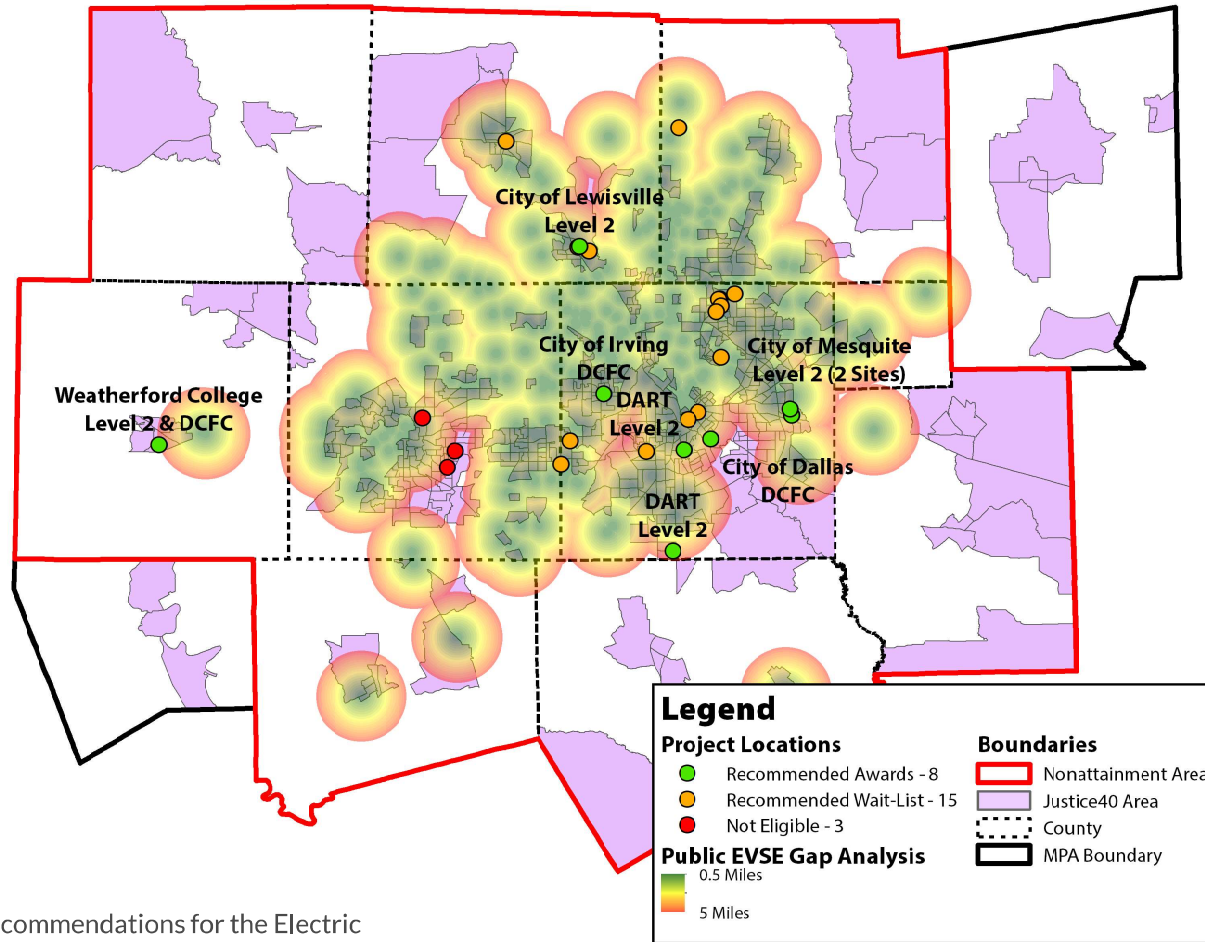 City of Lewisville
Level 2
City of Irving
DCFC
City of Mesquite
Level 2 (2 Sites)
Weatherford College
Level 2 & DCFC
DART
Level 2
City of Dallas
DCFC
DART
Level 2
Legend
Project Locations
Recommended Awards - 8
Recommended Wait-List - 15
Not Eligible - 3
Public EVSE Gap Analysis
0.5 Miles
5 Miles
Boundaries
Nonattainment Area
Justice40 Area
County
MPA Boundary
commendations for the Electric